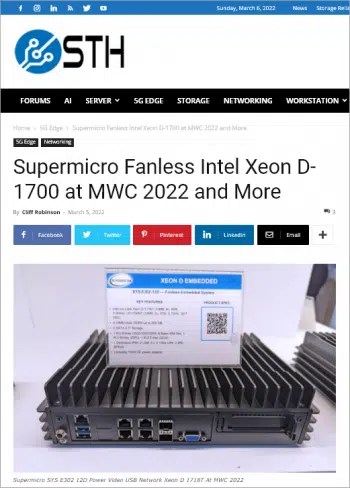 Sunday, March 6, 2022 News Storage Relia
STH
FORUMS AI SERVER 5G EDGE STORAGE NETWORKING WORKSTATION
Home 5G Edge Supermicro Fanless Intel Xeon D-1700 at MWC 2022 and More
5G Edge Networking
Supermicro Fanless Intel Xeon D-
1700 at MWC 2022 and More
By Cliff Robinson - March 5, 2022
Facebook Twitter Pinterest Linkedin Email
XEON D EMBEDDED
KEY FEATURES
Supermicro SYS E302 12D Power Video USB Network Xeon D 1718T At MWC 2022